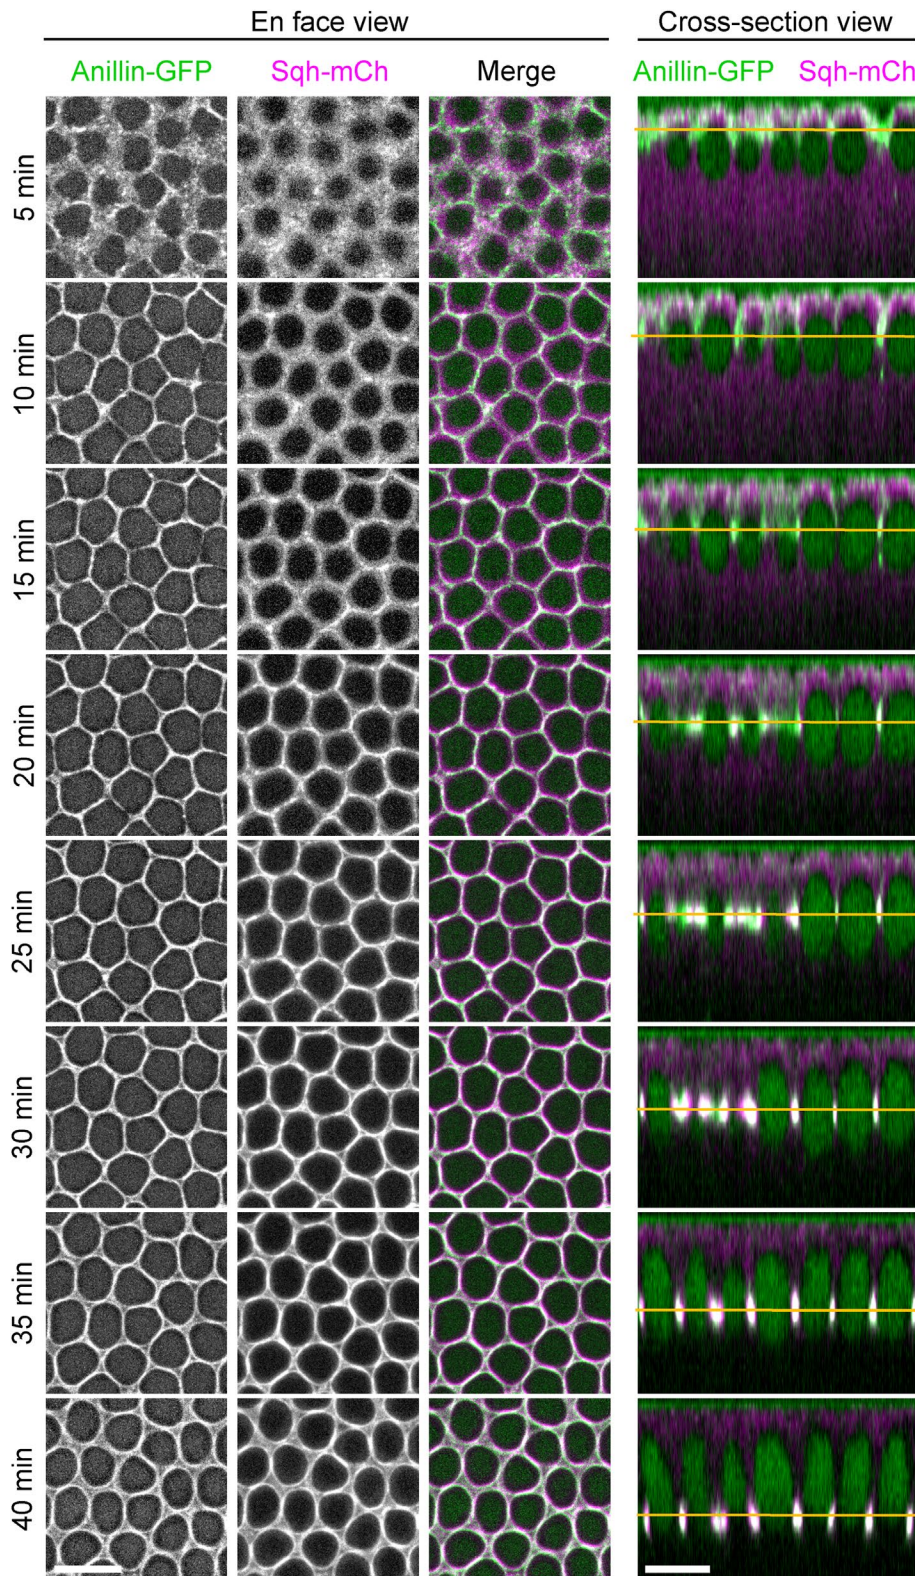 En face view
Cross-section view
Anillin-GFP
Sqh-mCh
Merge
Anillin-GFP
Sqh-mCh
5 min
10 min
15 min
20 min
25 min
30 min
35 min
40 min